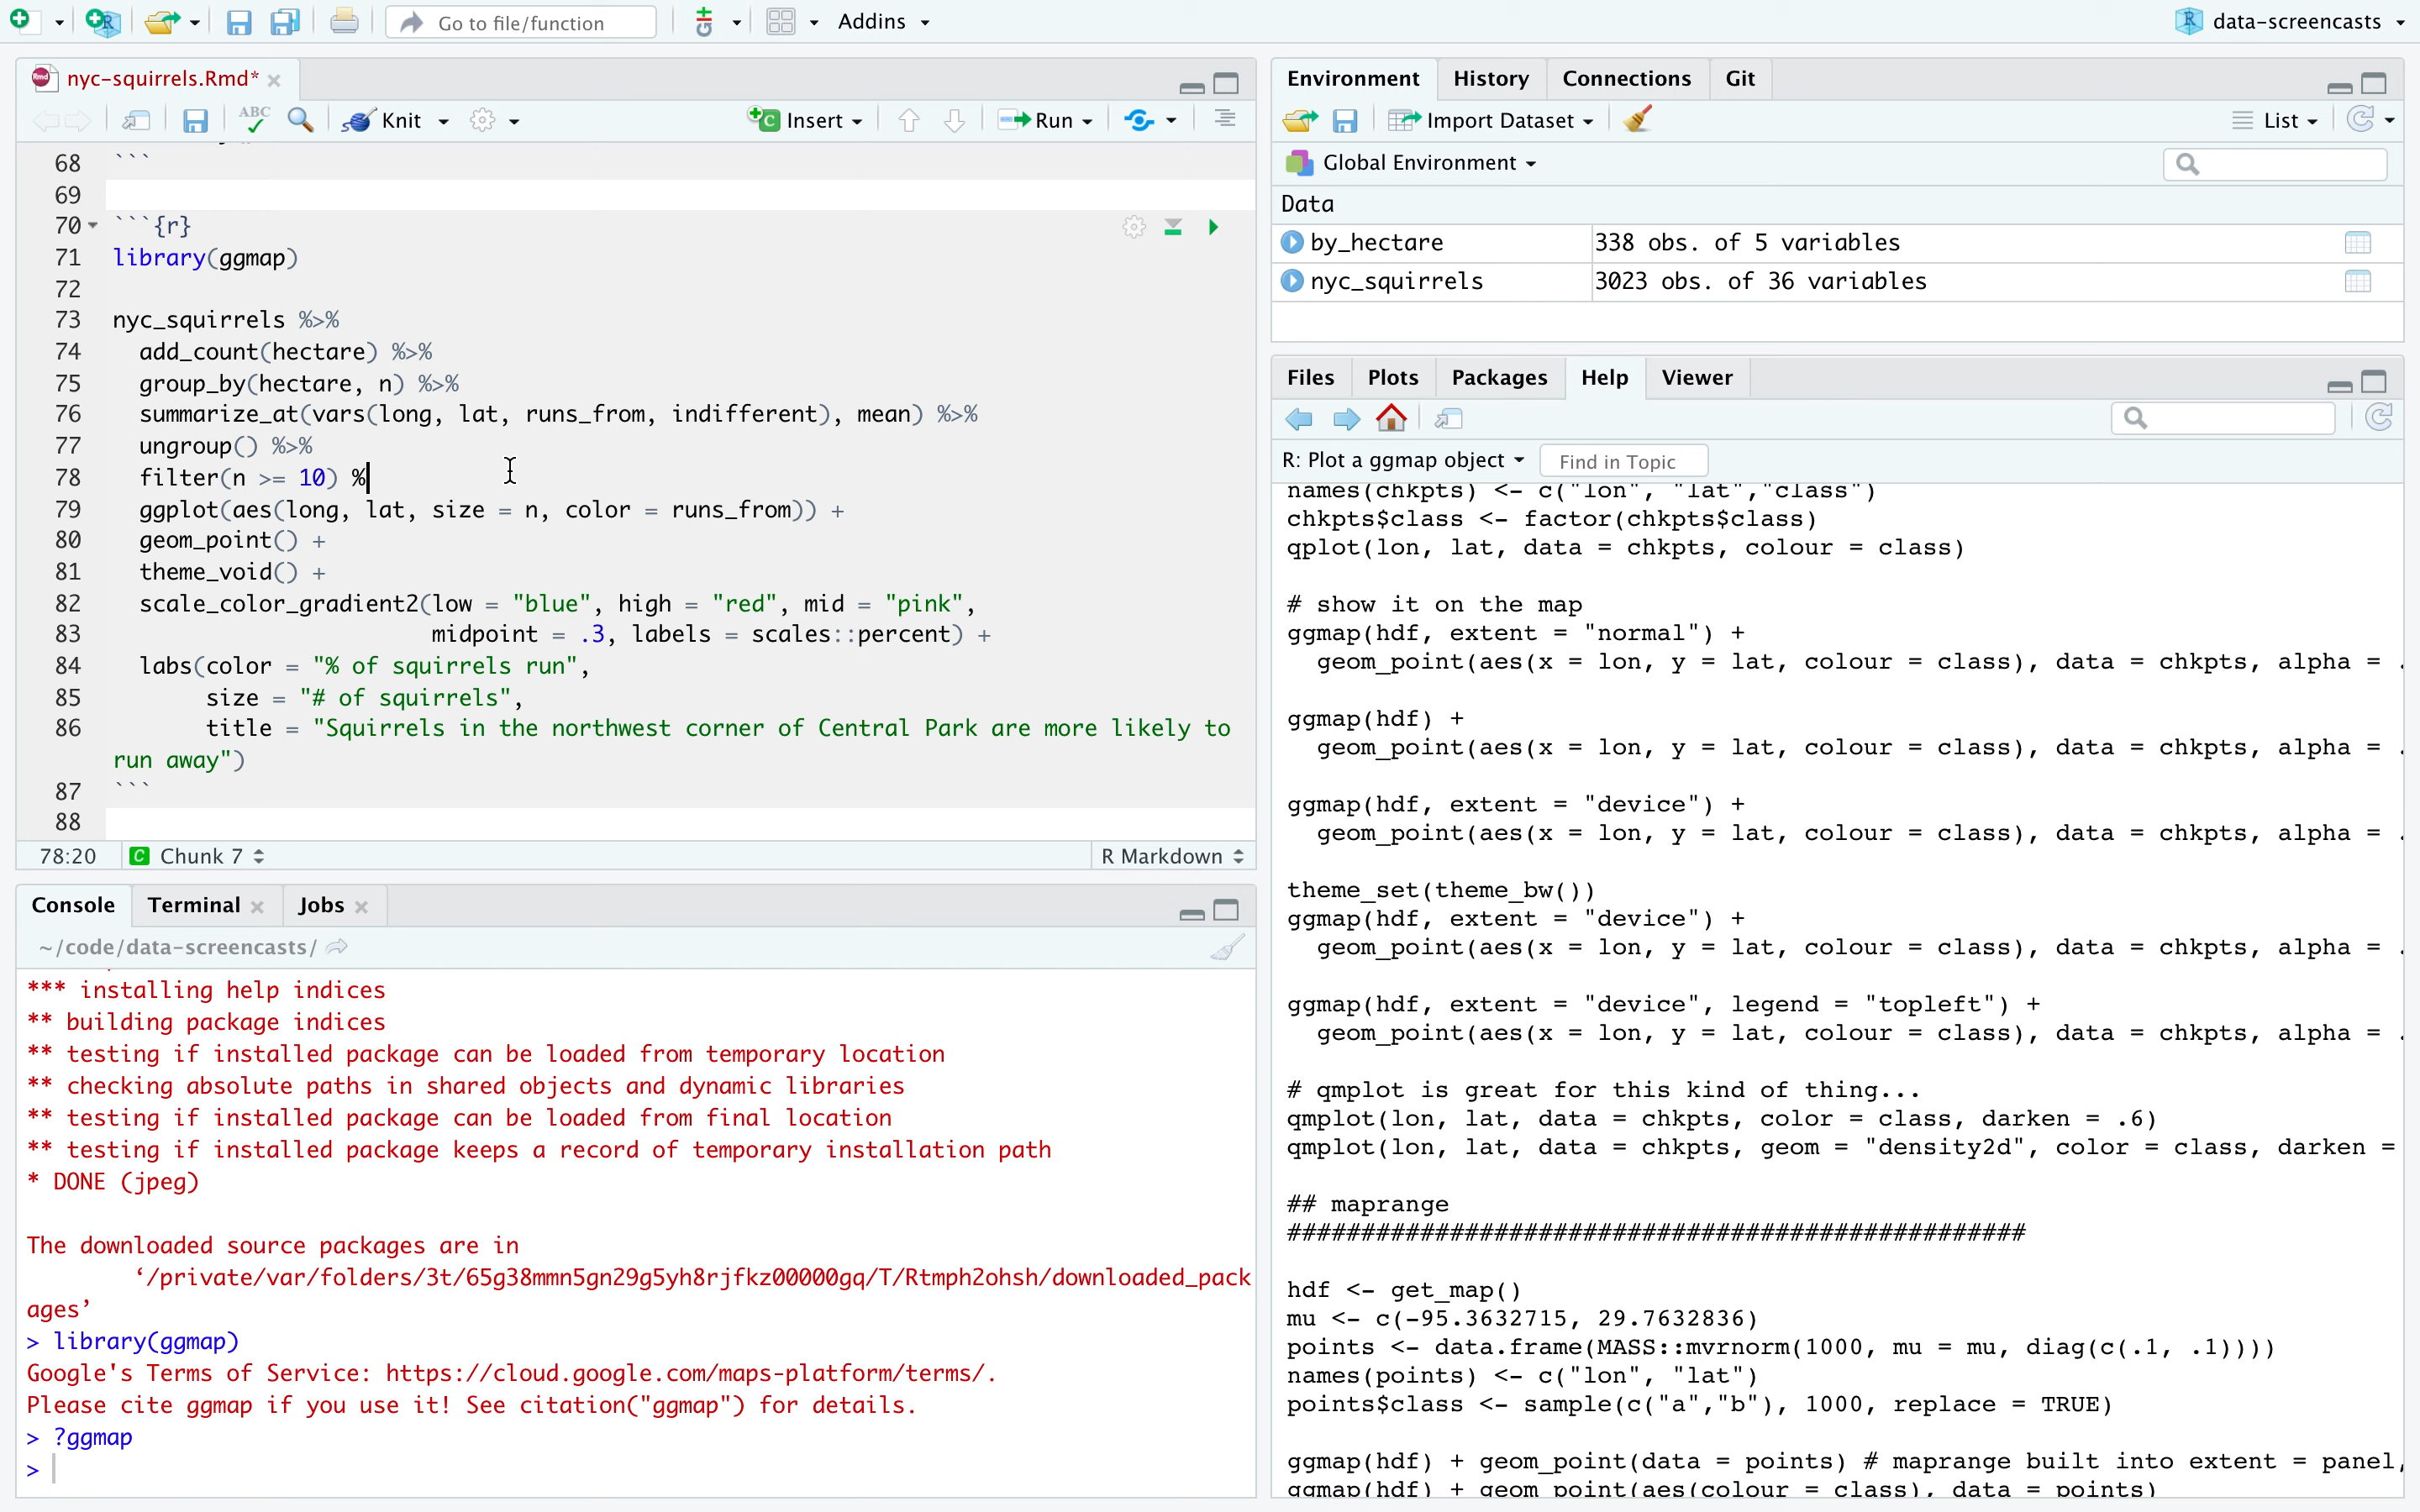 Go to file/function
Addins
data-screencasts
nyc-squirrels.Rmd*
ABC
Knit
Insert
Run
68 ```
69
70 ```{r}
71 library(ggmap)
72
73 nyc_squirrels %>%
74 add_count(hectare) %>%
75 group_by(hectare, n) %>%
76 summarize_at(vars(long, lat, runs_from, indifferent), mean) %>%
77 ungroup() %>%
78 filter(n >= 10) %
79 ggplot(aes(long, lat, size = n, color = runs_from)) +
80 geom_point() +
81 theme_void() +
82 scale_color_gradient2(low = "blue", high = "red", mid = "pink",
83 midpoint = .3, labels = scales::percent) +
84 labs(color = "% of squirrels run",
85 size = "# of squirrels",
86 title = "Squirrels in the northwest corner of Central Park are more likely to
run away")
87 ```
88
78:20 C Chunk 7 R Markdown
Console Terminal Jobs
~/code/data-screencasts/
*** installing help indices
** building package indices
** testing if installed package can be loaded from temporary location
** checking absolute paths in shared objects and dynamic libraries
** testing if installed package can be loaded from final location
** testing if installed package keeps a record of temporary installation path
* DONE (jpeg)
The downloaded source packages are in
‘/private/var/folders/3t/65g38mmn5gn29g5yh8rjfkz00000gq/T/Rtmph2ohsh/downloaded_pack
ages’
> library(ggmap)
Google's Terms of Service: https://cloud.google.com/maps-platform/terms/.
Please cite ggmap if you use it! See citation("ggmap") for details.
> ?ggmap
>
Environment History Connections Git
Import Dataset List
Global Environment
Data
by_hectare 338 obs. of 5 variables
nyc_squirrels 3023 obs. of 36 variables
Files Plots Packages Help Viewer
R: Plot a ggmap object Find in Topic
names(chkpts) <- c("lon", "lat","class")
chkpts$class <- factor(chkpts$class)
qplot(lon, lat, data = chkpts, colour = class)
# show it on the map
ggmap(hdf, extent = "normal") +
geom_point(aes(x = lon, y = lat, colour = class), data = chkpts, alpha = .
ggmap(hdf) +
geom_point(aes(x = lon, y = lat, colour = class), data = chkpts, alpha = .
ggmap(hdf, extent = "device") +
geom_point(aes(x = lon, y = lat, colour = class), data = chkpts, alpha = .
theme_set(theme_bw())
ggmap(hdf, extent = "device") +
geom_point(aes(x = lon, y = lat, colour = class), data = chkpts, alpha = .
ggmap(hdf, extent = "device", legend = "topleft") +
geom_point(aes(x = lon, y = lat, colour = class), data = chkpts, alpha = .
# qmplot is great for this kind of thing...
qmplot(lon, lat, data = chkpts, color = class, darken = .6)
qmplot(lon, lat, data = chkpts, geom = "density2d", color = class, darken =
## maprange
##################################################
hdf <- get_map()
mu <- c(-95.3632715, 29.7632836)
points <- data.frame(MASS::mvrnorm(1000, mu = mu, diag(c(.1, .1))))
names(points) <- c("lon", "lat")
points$class <- sample(c("a","b"), 1000, replace = TRUE)
ggmap(hdf) + geom_point(data = points) # maprange built into extent = panel,
ggmap(hdf) + geom_point(aes(colour = class), data = points)